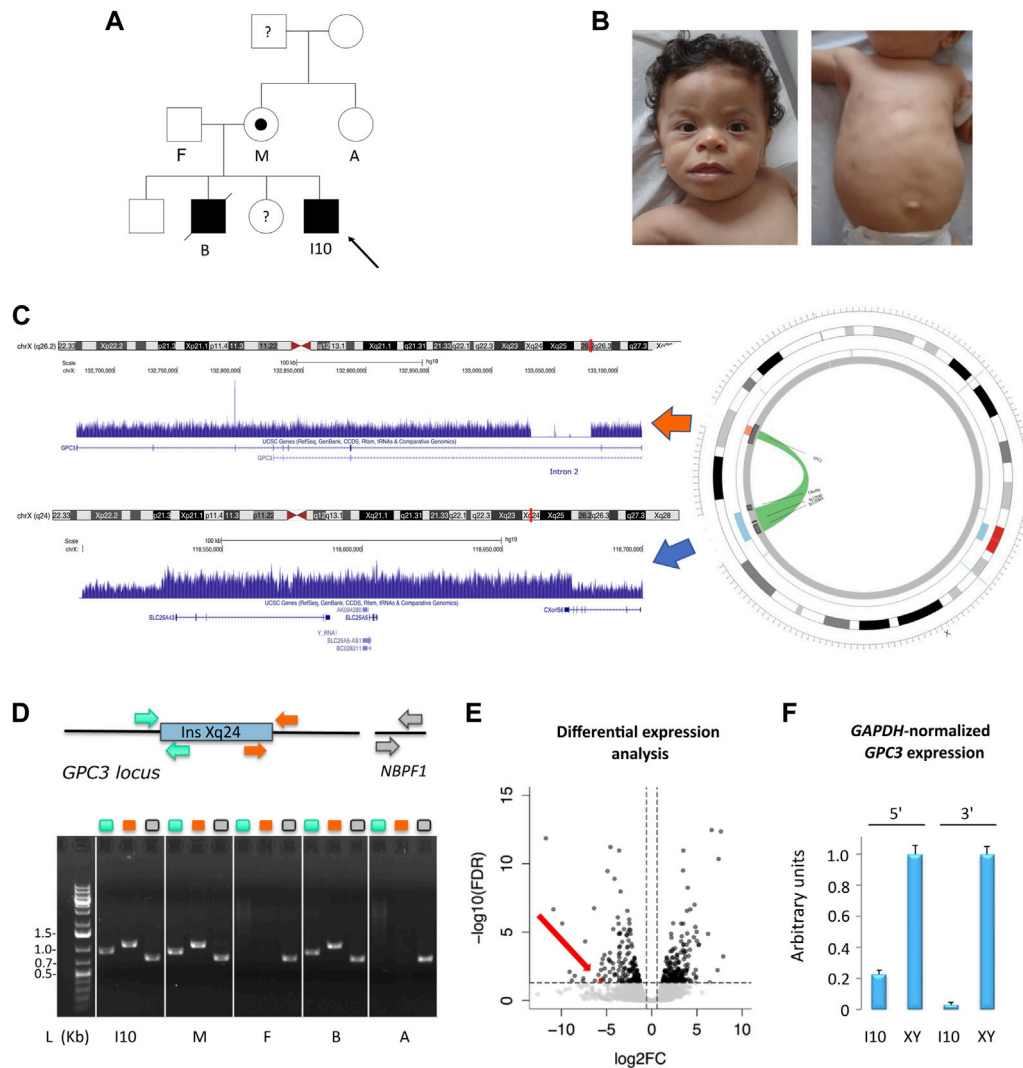 A
?
F
M
A
B
?
I10
B
C
chrX (q26.2)
22.33 Xp22.2 p21.3 Xp21.1 p11.4 11.3 11.22 q12 13.1 Xq21.1 q21.31 21.33 q22.1 q22.3 Xq23 Xq24 Xq25 26.2 q26.3 q27.3
Scale
100 kb
hg19
chrX:
132,700,000
132,750,000
132,800,000
132,850,000
132,900,000
132,950,000
133,000,000
133,050,000
133,100,000
UCSC Genes (RefSeq, GenBank, CCDS, Rfam, tRNAs & Comparative Genomics)
GPC3
GPC3
Intron 2
chrX (q24)
22.33 Xp22.2 p21.3 Xp21.1 p11.4 p11.3 11.22 q12 q13.1 Xq21.1 q21.31 21.33 q22.1 q22.3 Xq23 Xq24 Xq25 26.2 q26.3 q27.3 Xq28
Scale
100 kb
hg19
chrX:
118,550,000
118,600,000
118,650,000
118,700,000
UCSC Genes (RefSeq, GenBank, CCDS, Rfam, tRNAs & Comparative Genomics)
SLC25A43
AK094280
SLC25A5
CXorf56
Y_RNA
SLC25A5-AS1
BC028211
GPC3
CXorf56
SLC25A5
SLC25A43
X
D
Ins Xq24
GPC3 locus
NBPF1
1.5-
1.0-
0.7-
0.5-
L (Kb)
I10
M
F
B
A
E
Differential expression
analysis
−log10(FDR)
15
10
5
0
−10
−5
0
5
10
log2FC
F
GAPDH-normalized
GPC3 expression
5'
3'
Arbitrary units
1.0
0.8
0.6
0.4
0.2
0
I10
XY
I10
XY